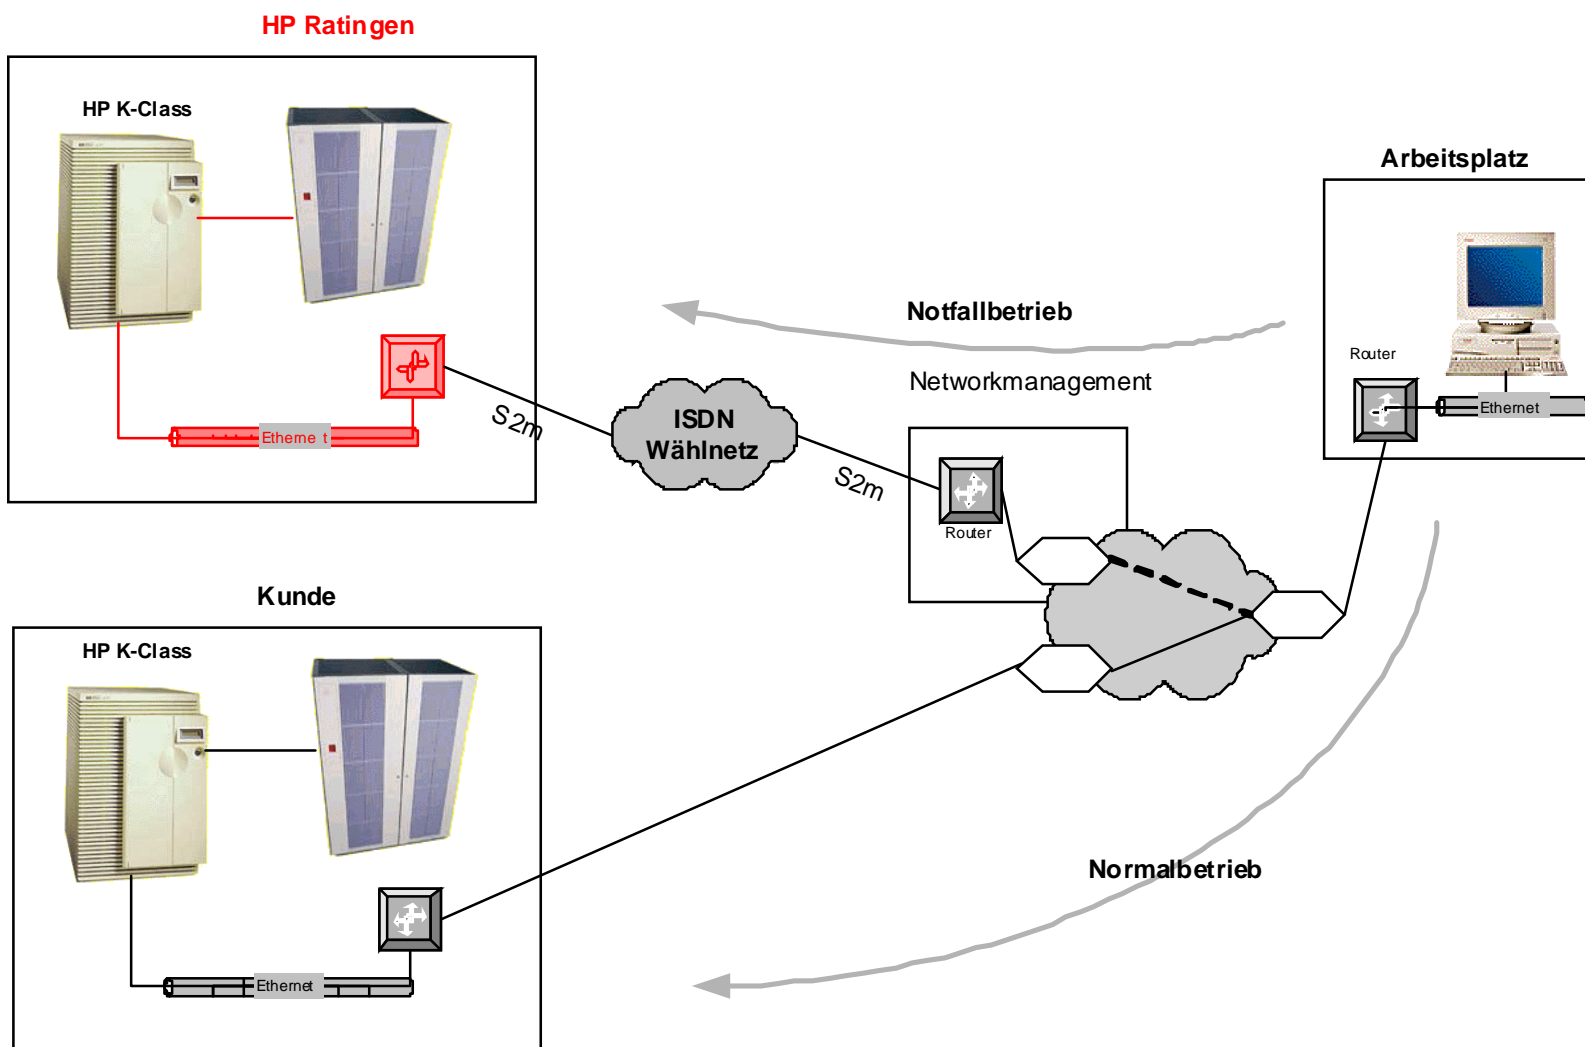 HP Ratingen
HP K-Class
Arbeitsplatz
Notfallbetrieb
Router
Networkmanagement
Ethernet
S2m
ISDN
Wählnetz
Ethernet
S2m
Router
Kunde
HP K-Class
Normalbetrieb
Ethernet